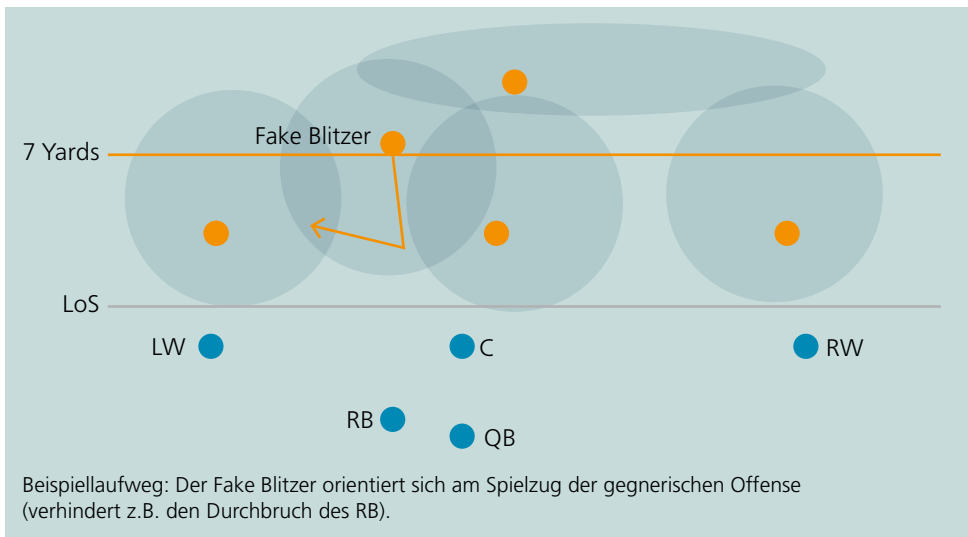 Fake Blitzer
7 Yards
LoS
LW
C
RW
RB
QB
Beispiellaufweg: Der Fake Blitzer orientiert sich am Spielzug der gegnerischen Offense
(verhindert z.B. den Durchbruch des RB).